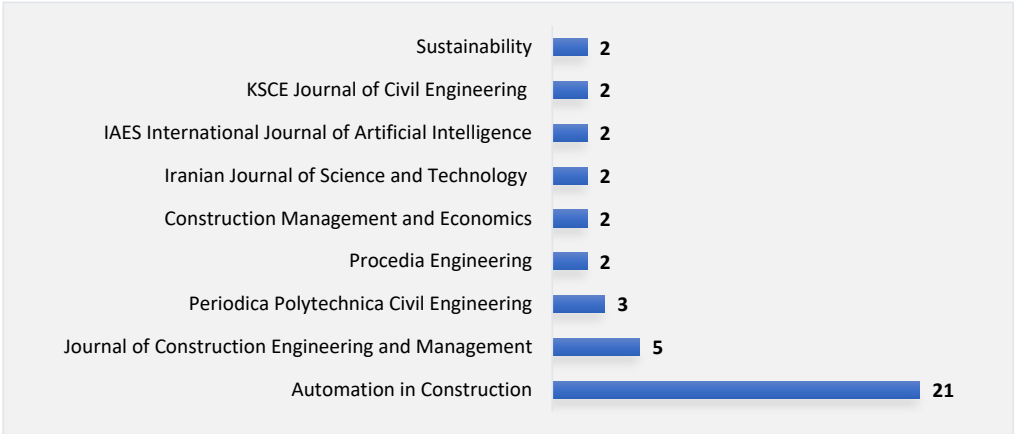 Sustainability 2
KSCE Journal of Civil Engineering 2
IAES International Journal of Artificial Intelligence 2
Iranian Journal of Science and Technology 2
Construction Management and Economics 2
Procedia Engineering 2
Periodica Polytechnica Civil Engineering 3
Journal of Construction Engineering and Management 5
Automation in Construction 21